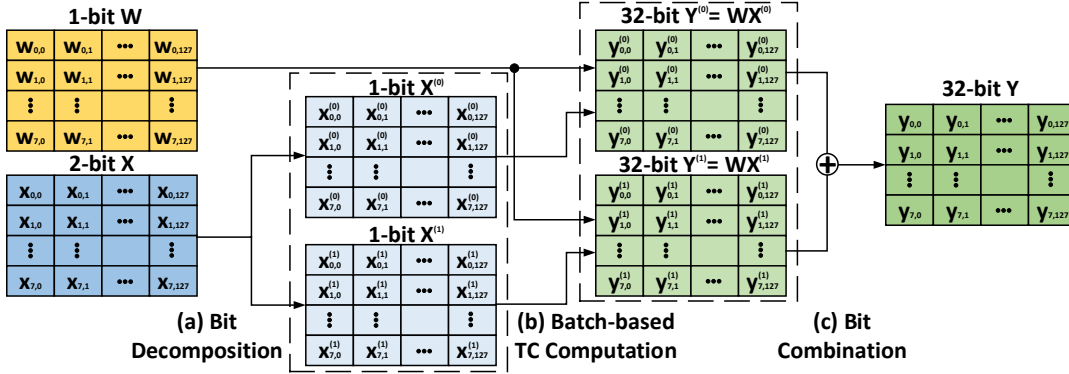 1-bit W
w0,0 w0,1 ••• w0,127
w1,0 w1,1 ••• w1,127
w7,0 w7,1 ••• w7,127
2-bit X
x0,0 x0,1 ••• x0,127
x1,0 x1,1 ••• x1,127
x7,0 x7,1 ••• x7,127
(a) Bit
Decomposition
1-bit X(0)
x(0)0,0 x(0)0,1 ••• x(0)0,127
x(0)1,0 x(0)1,1 ••• x(0)1,127
x(0)7,0 x(0)7,1 ••• x(0)7,127
1-bit X(1)
x(1)0,0 x(1)0,1 ••• x(1)0,127
x(1)1,0 x(1)1,1 ••• x(1)1,127
x(1)7,0 x(1)7,1 ••• x(1)7,127
(b) Batch-based
TC Computation
32-bit Y(0)= WX(0)
y(0)0,0 y(0)0,1 ••• y(0)0,127
y(0)1,0 y(0)1,1 ••• y(0)1,127
y(0)7,0 y(0)7,1 ••• y(0)7,127
32-bit Y(1)= WX(1)
y(1)0,0 y(1)0,1 ••• y(1)0,127
y(1)1,0 y(1)1,1 ••• y(1)1,127
y(1)7,0 y(1)7,1 ••• y(1)7,127
(c) Bit
Combination
+
32-bit Y
y0,0 y0,1 ••• y0,127
y1,0 y1,1 ••• y1,127
y7,0 y7,1 ••• y7,127